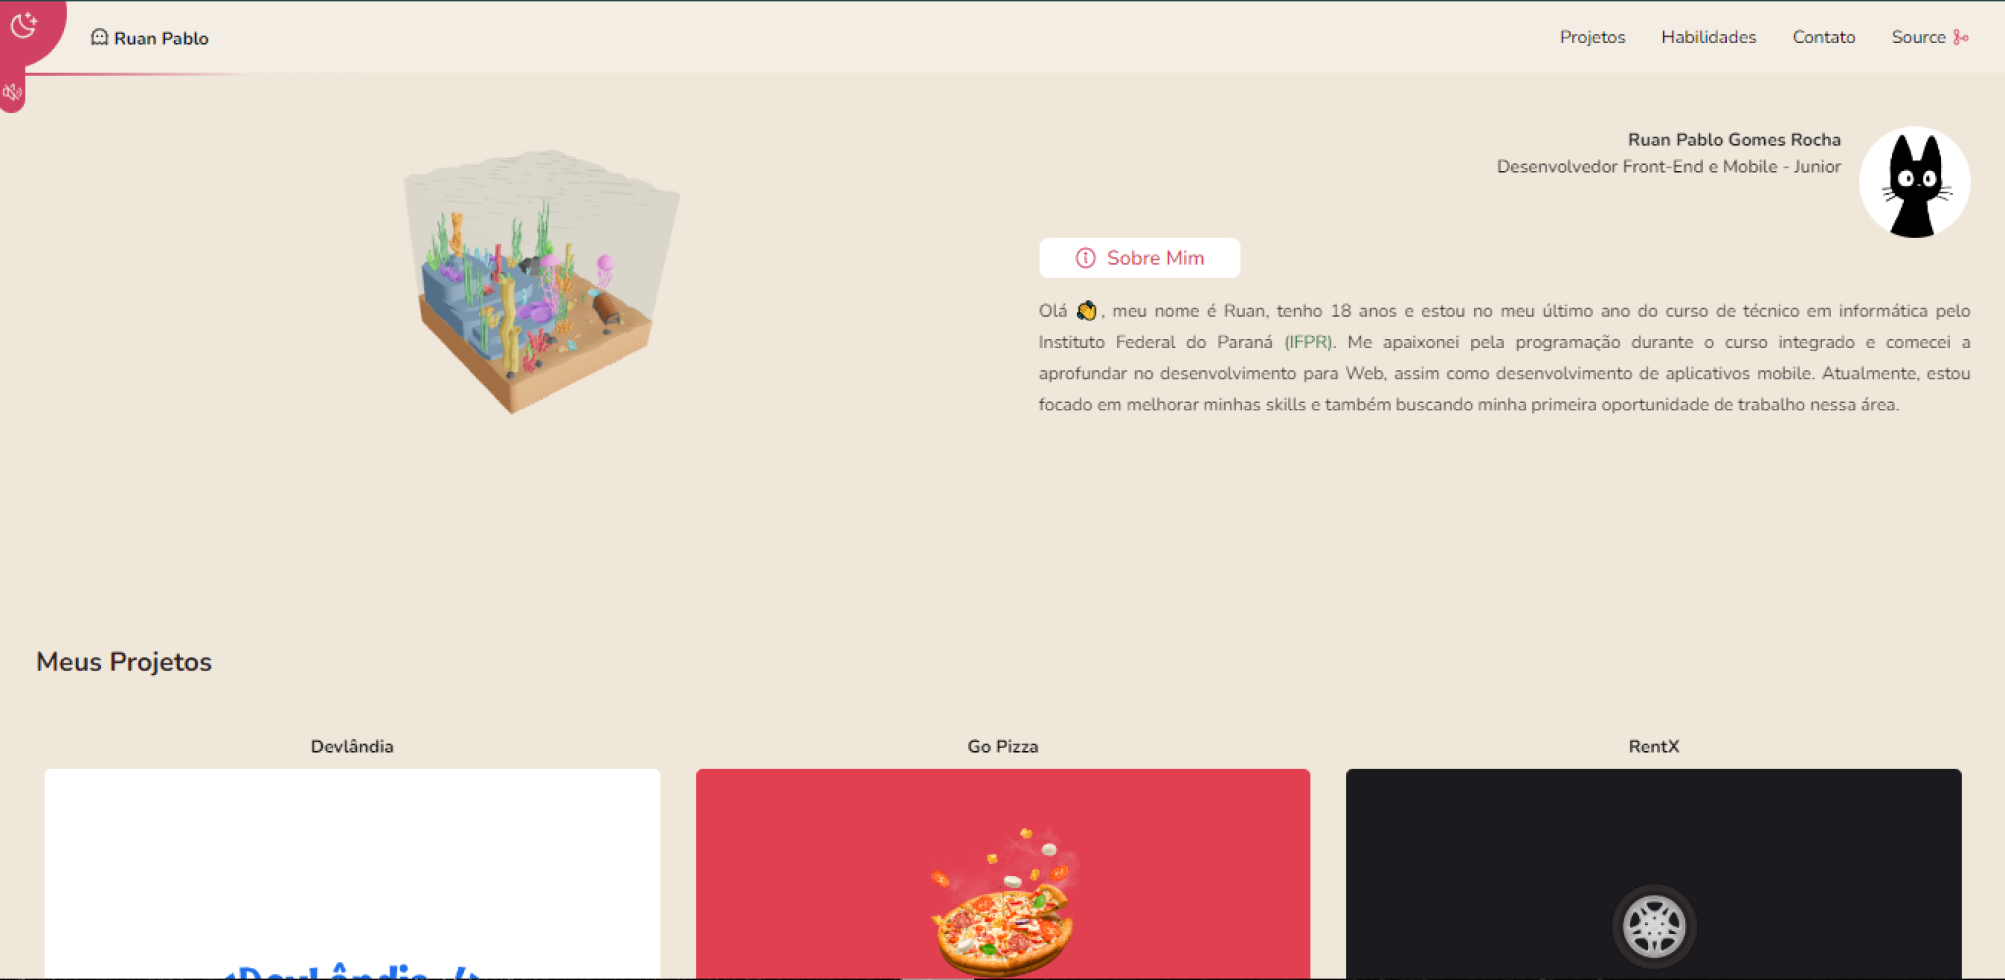 Ruan Pablo
Projetos
Habilidades
Contato
Source
Ruan Pablo Gomes Rocha
Desenvolvedor Front-End e Mobile - Junior
Sobre Mim
Olá 👏, meu nome é Ruan, tenho 18 anos e estou no meu último ano do curso de técnico em informática pelo
Instituto Federal do Paraná (IFPR). Me apaixonei pela programação durante o curso integrado e comecei a
aprofundar no desenvolvimento para Web, assim como desenvolvimento de aplicativos mobile. Atualmente, estou
focado em melhorar minhas skills e também buscando minha primeira oportunidade de trabalho nessa área.
Meus Projetos
Devlândia
Go Pizza
RentX
<DevLândia />